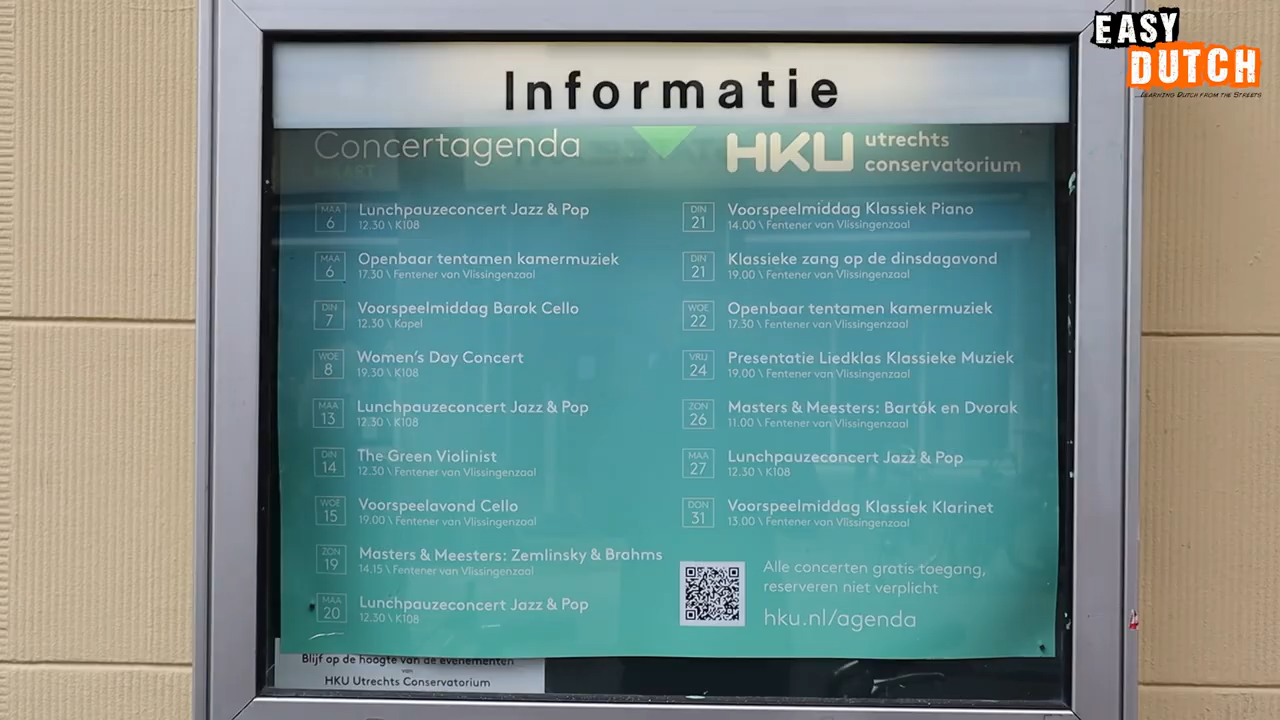 EASY
DUTCH
...LEARNING DUTCH FROM THE STREETS
Informatie
Concertagenda
HKU utrechts
conservatorium
MAART
MAA
6
Lunchpauzeconcert Jazz & Pop
12.30 \ K108
MAA
6
Openbaar tentamen kamermuziek
17.30 \ Fentener van Vlissingenzaal
DIN
7
Voorspeelmiddag Barok Cello
12.30 \ Kapel
WOE
8
Women's Day Concert
19.30 \ K108
MAA
13
Lunchpauzeconcert Jazz & Pop
12.30 \ K108
DIN
14
The Green Violinist
12.30 \ Fentener van Vlissingenzaal
WOE
15
Voorspeelavond Cello
19.00 \ Fentener van Vlissingenzaal
ZON
19
Masters & Meesters: Zemlinsky & Brahms
14.15 \ Fentener van Vlissingenzaal
MAA
20
Lunchpauzeconcert Jazz & Pop
12.30 \ K108
DIN
21
Voorspeelmiddag Klassiek Piano
14.00 \ Fentener van Vlissingenzaal
DIN
21
Klassieke zang op de dinsdagavond
19.00 \ Fentener van Vlissingenzaal
WOE
22
Openbaar tentamen kamermuziek
17.30 \ Fentener van Vlissingenzaal
VRIJ
24
Presentatie Liedklas Klassieke Muziek
19.00 \ Fentener van Vlissingenzaal
ZON
26
Masters & Meesters: Bartók en Dvorak
11.00 \ Fentener van Vlissingenzaal
MAA
27
Lunchpauzeconcert Jazz & Pop
12.30 \ K108
DON
31
Voorspeelmiddag Klassiek Klarinet
13.00 \ Fentener van Vlissingenzaal
Alle concerten gratis toegang,
reserveren niet verplicht
hku.nl/agenda
Blijf op de hoogte van de evenementen
van
HKU Utrechts Conservatorium